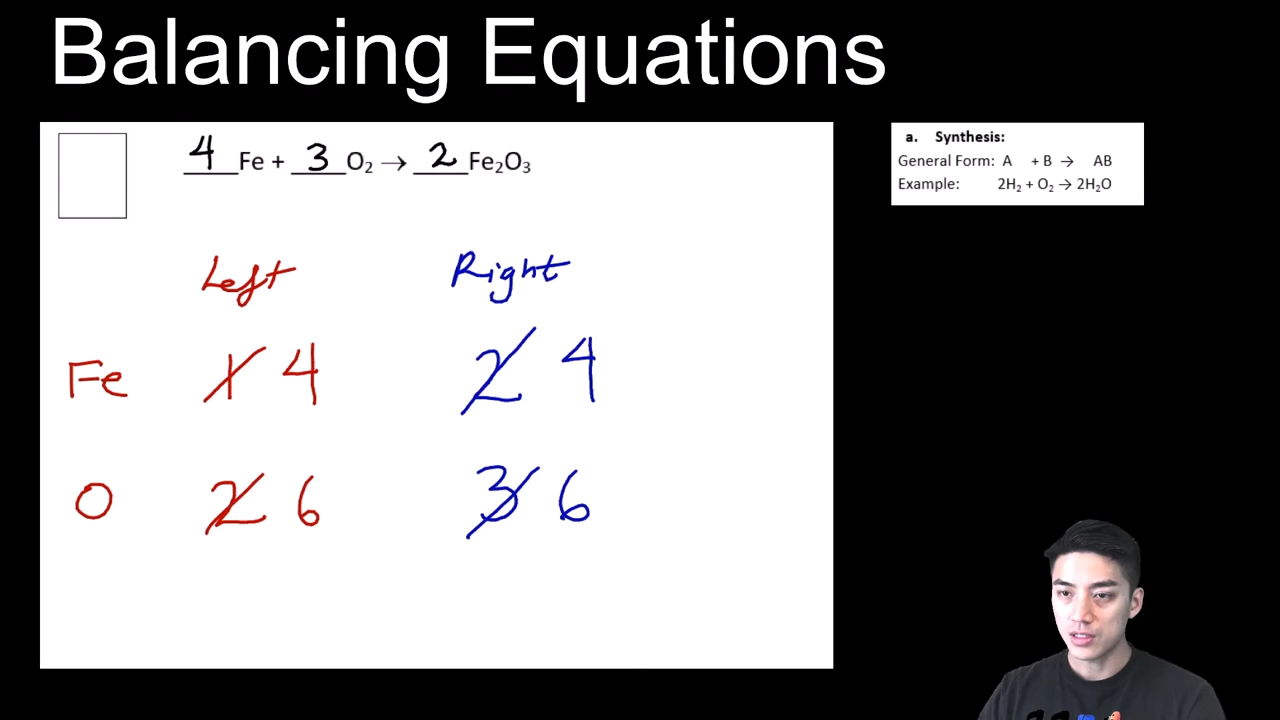 Balancing Equations
4 Fe + 3 O₂ → 2 Fe₂O₃
a. Synthesis:
General Form: A + B → AB
Example: 2H₂ + O₂ → 2H₂O
Left Right
Fe 1 4 2 4
O 2 6 3 6